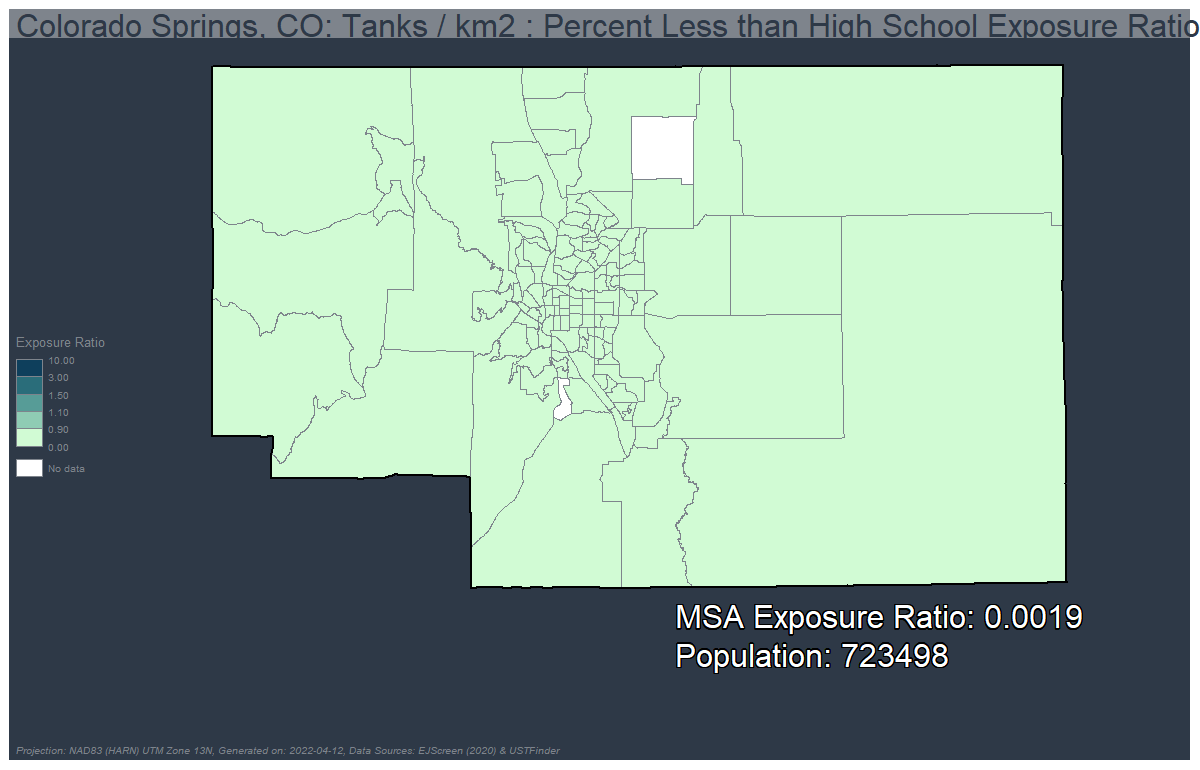 Colorado Springs, CO: Tanks / km2 : Percent Less than High School Exposure Ratio
Exposure Ratio
10.00
3.00
1.50
1.10
0.90
0.00
No data
MSA Exposure Ratio: 0.0019
Population: 723498
Projection: NAD83 (HARN) UTM Zone 13N, Generated on: 2022-04-12, Data Sources: EJScreen (2020) & USTFinder